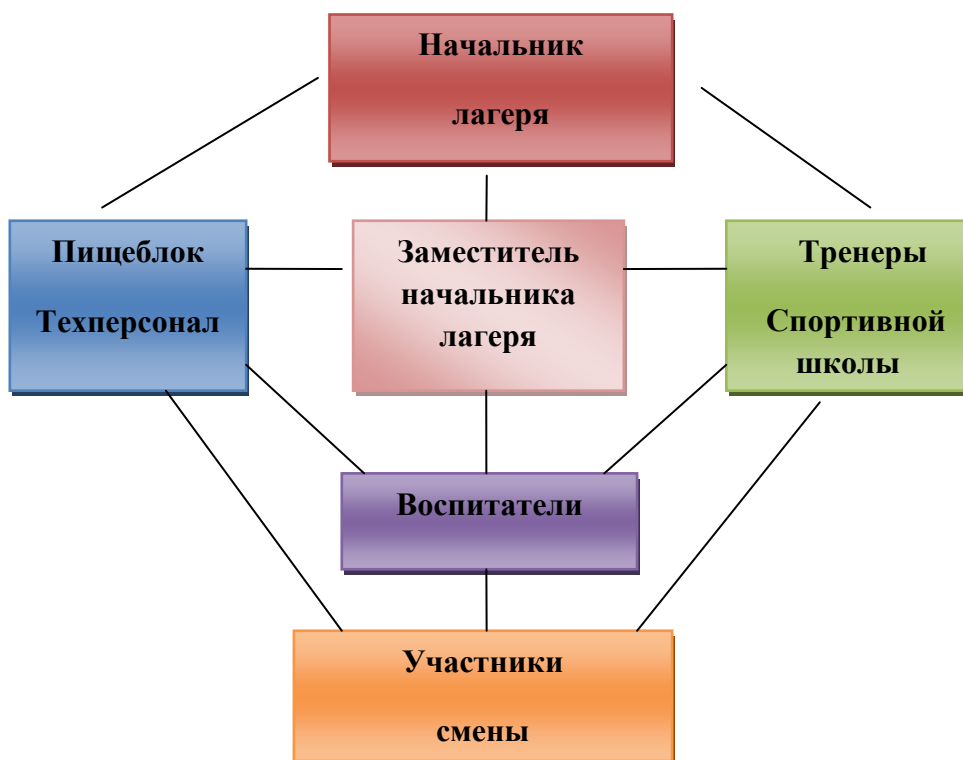 Начальник
лагеря
Пищеблок
Техперсонал
Заместитель
начальника
лагеря
Тренеры
Спортивной
школы
Воспитатели
Участники
смены